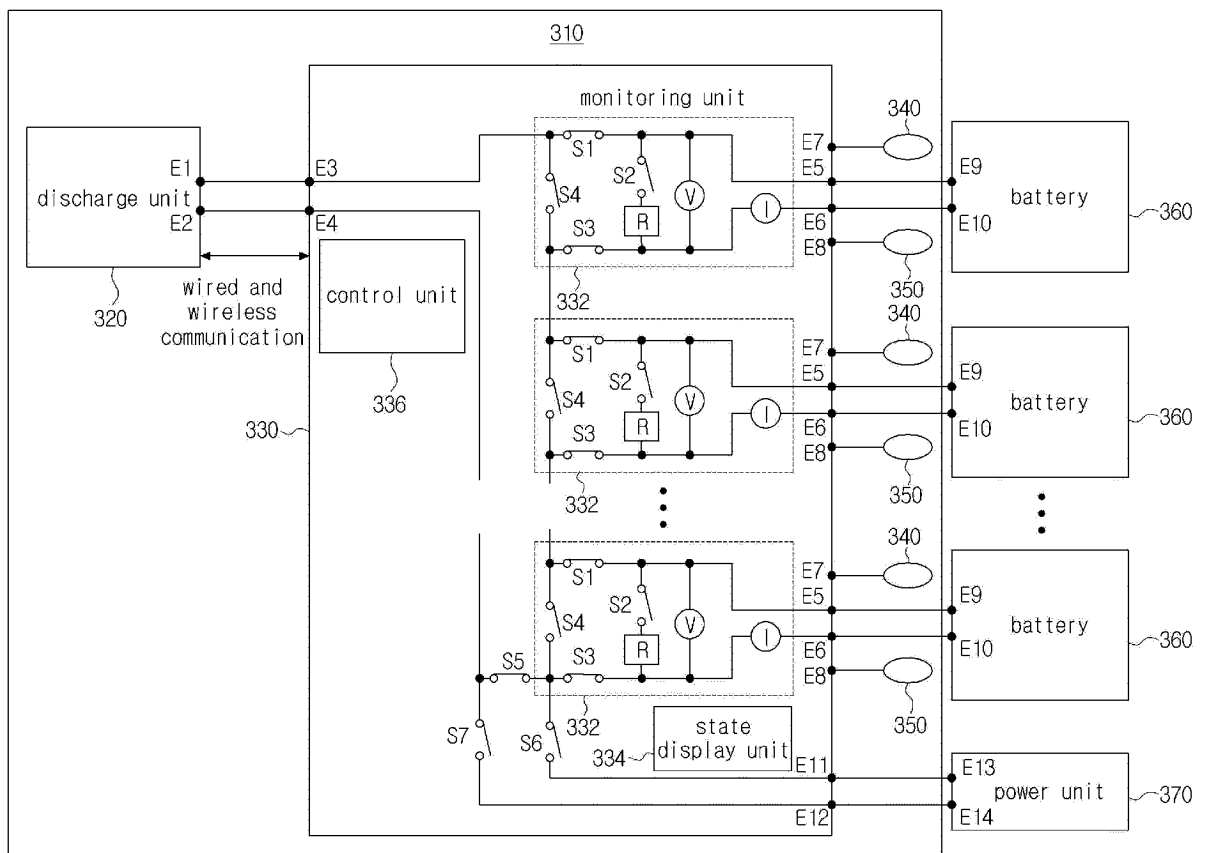 310
monitoring unit
discharge unit
E1
E2
320
wired and
wireless
communication
E3
E4
control unit
336
330
S1
S2
S4
S3
R
V
I
332
E7
E5
E6
E8
340
350
E9
E10
battery
360
S1
S2
S4
S3
R
V
I
332
E7
E5
E6
E8
340
350
E9
E10
battery
360
S1
S2
S4
S3
R
V
I
332
E7
E5
E6
E8
340
350
E9
E10
battery
360
S5
S7
S6
state
display unit
334
E11
E12
E13
E14
power unit
370